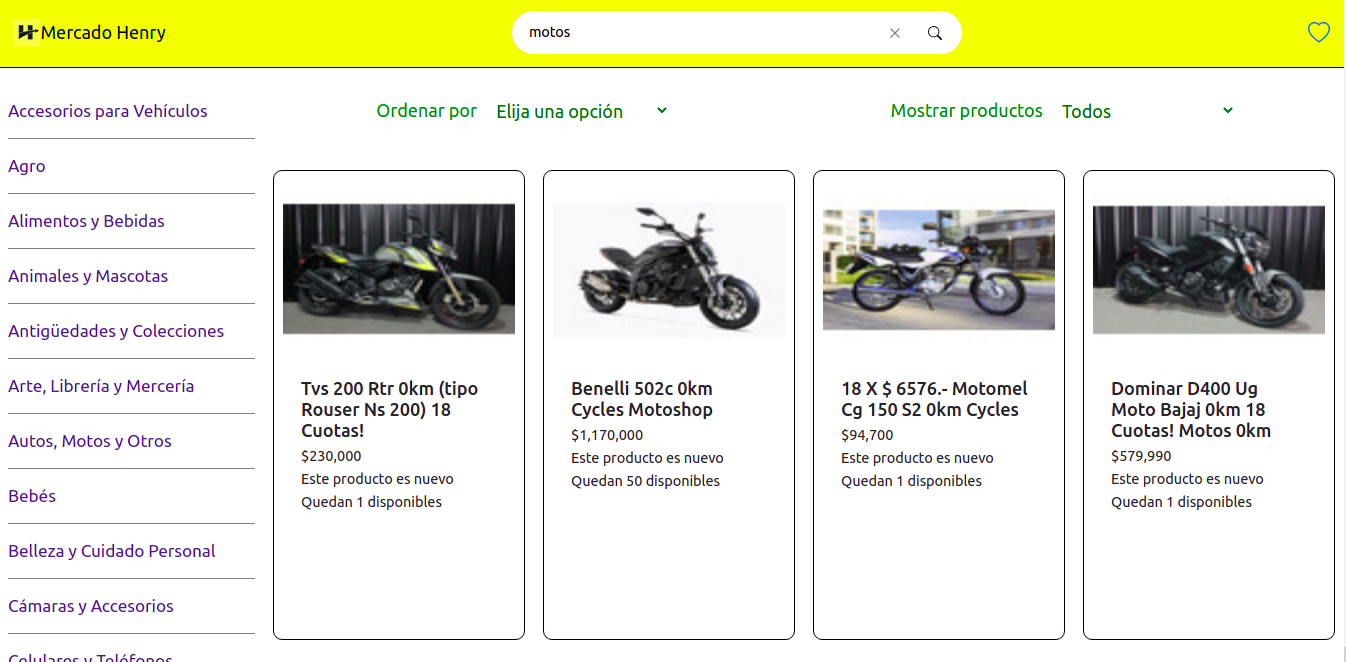 Mercado Henry
motos
Accesorios para Vehículos
Agro
Alimentos y Bebidas
Animales y Mascotas
Antigüedades y Colecciones
Arte, Librería y Mercería
Autos, Motos y Otros
Bebés
Belleza y Cuidado Personal
Cámaras y Accesorios
Celulares y Teléfonos
Ordenar por Elija una opción
Mostrar productos Todos
Tvs 200 Rtr 0km (tipo
Rouser Ns 200) 18
Cuotas!
$230,000
Este producto es nuevo
Quedan 1 disponibles
Benelli 502c 0km
Cycles Motoshop
$1,170,000
Este producto es nuevo
Quedan 50 disponibles
18 X $ 6576.- Motomel
Cg 150 S2 0km Cycles
$94,700
Este producto es nuevo
Quedan 1 disponibles
Dominar D400 Ug
Moto Bajaj 0km 18
Cuotas! Motos 0km
$579,990
Este producto es nuevo
Quedan 1 disponibles